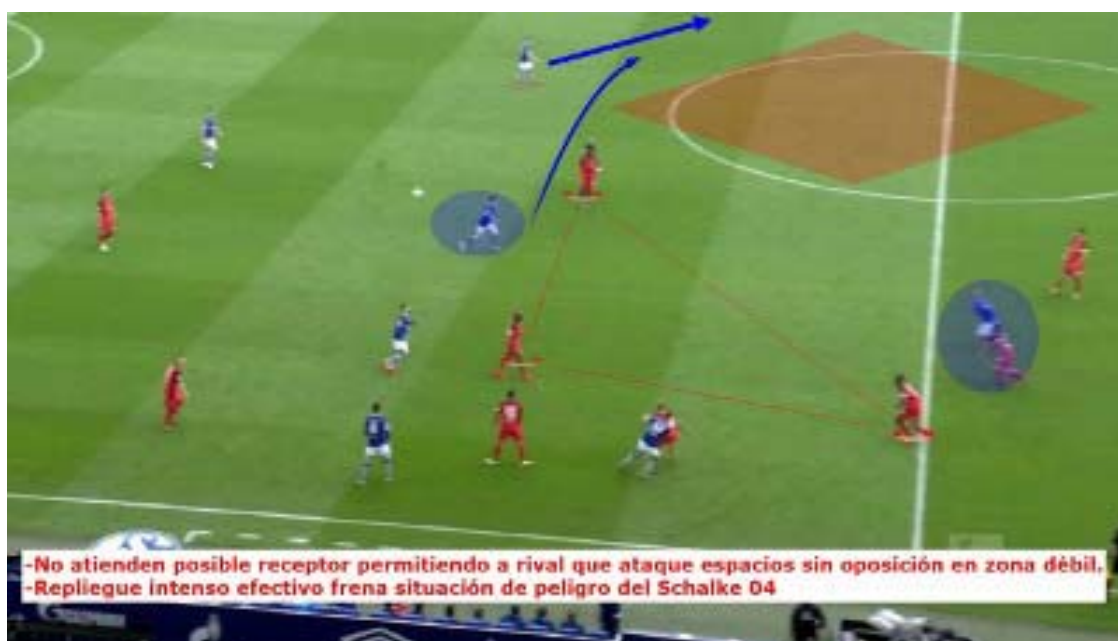 -No atienden posible receptor permitiendo a rival que ataque espacios sin oposición en zona débil.
-Repliegue intenso efectivo frena situación de peligro del Schalke 04
GAZPROM